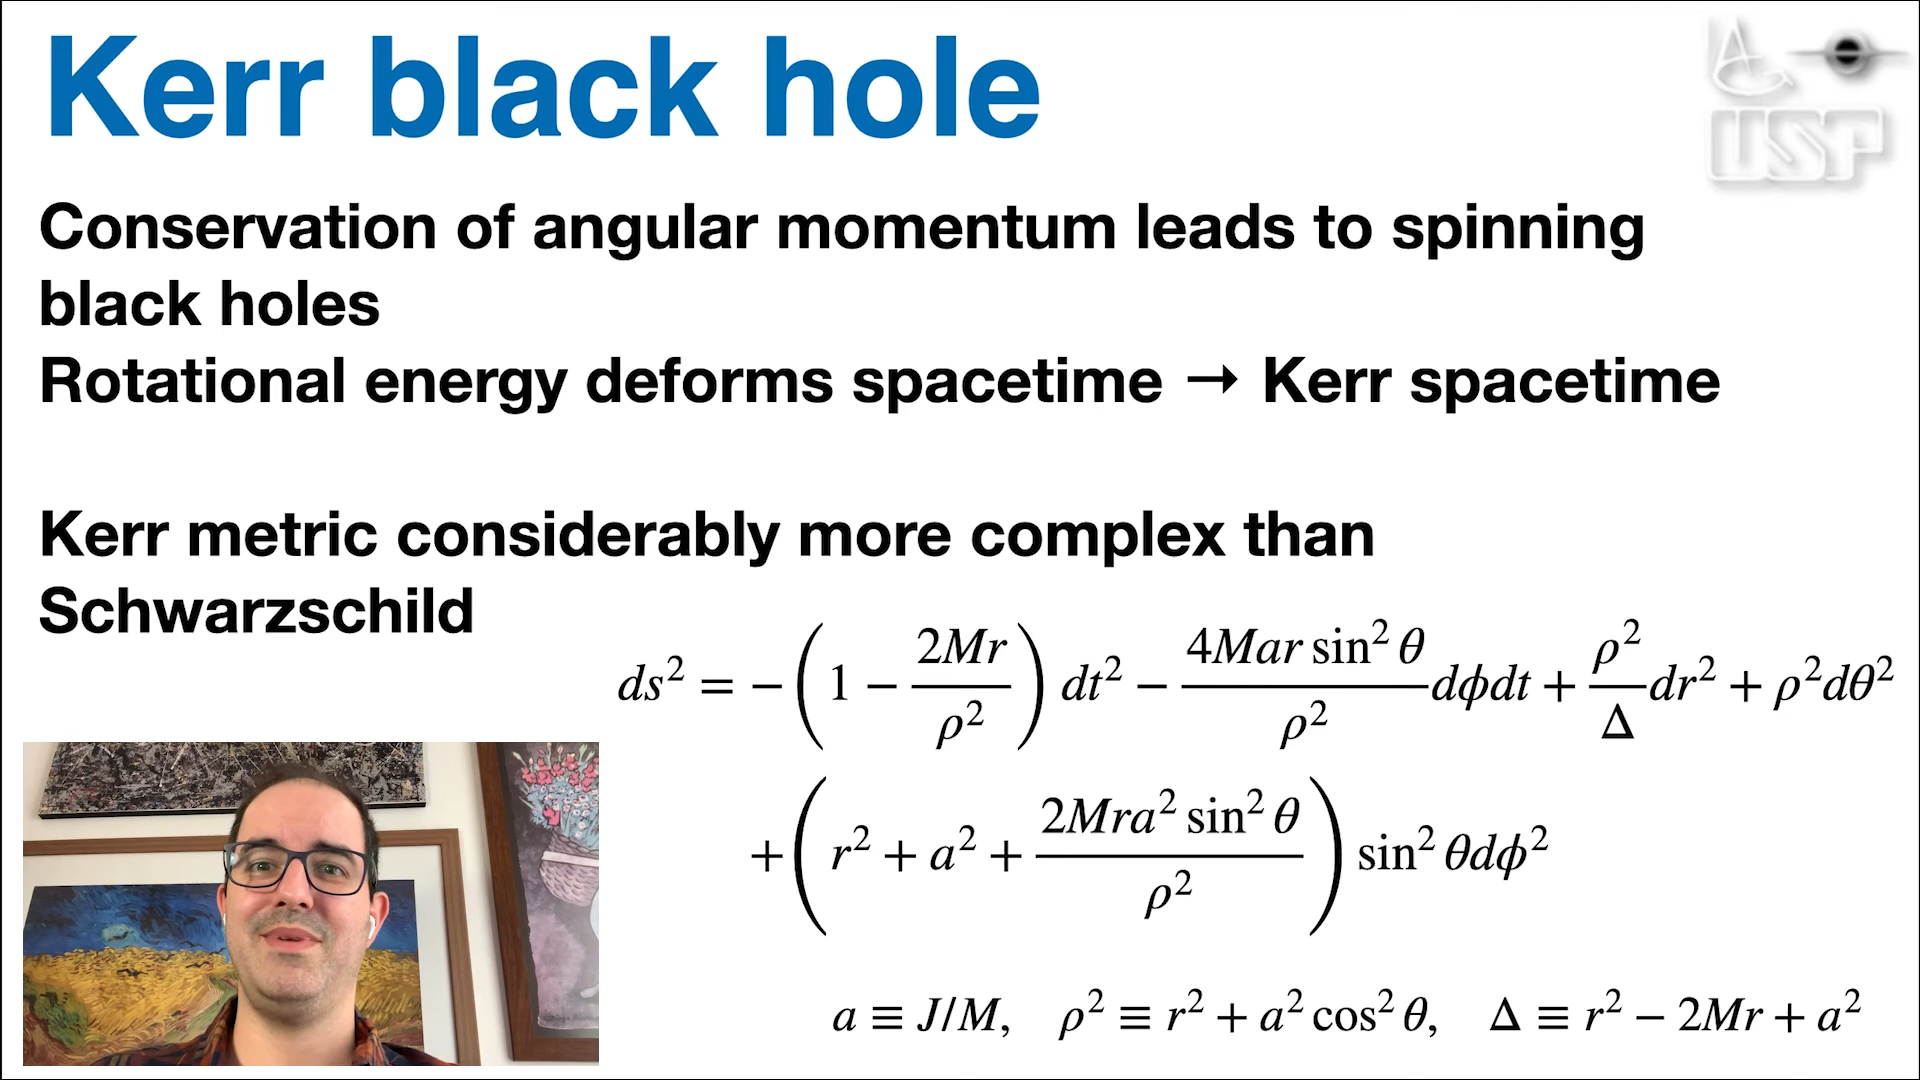 Kerr black hole
USP
Conservation of angular momentum leads to spinning
black holes
Rotational energy deforms spacetime → Kerr spacetime
Kerr metric considerably more complex than
Schwarzschild
ds² = −(1 − 2Mr/ρ²) dt² − 4Mar sin² θ/ρ² dϕdt + ρ²/Δ dr² + ρ²dθ²
+(r² + a² + 2Mra² sin² θ/ρ²) sin² θdϕ²
a ≡ J/M, ρ² ≡ r² + a² cos² θ, Δ ≡ r² − 2Mr + a²